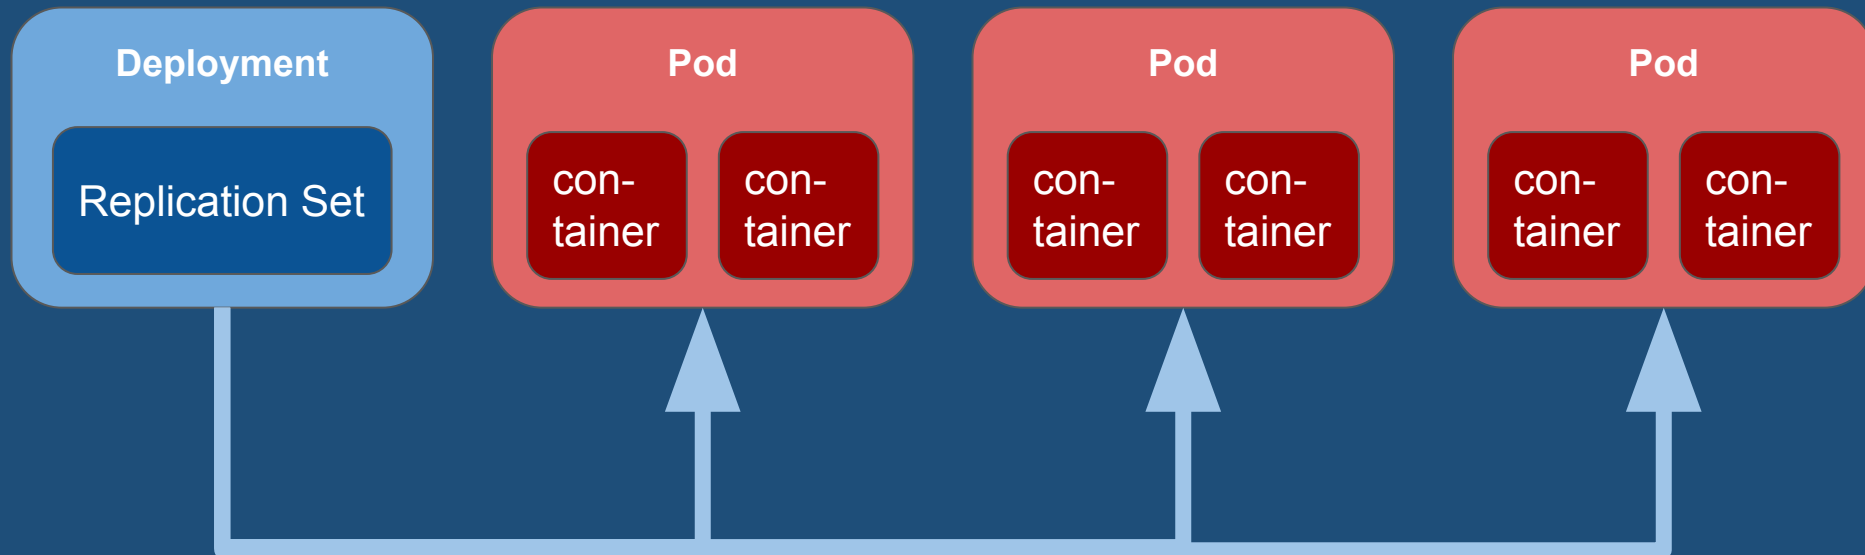 Deployment
Replication Set
Pod
con-
tainer
con-
tainer
Pod
con-
tainer
con-
tainer
Pod
con-
tainer
con-
tainer